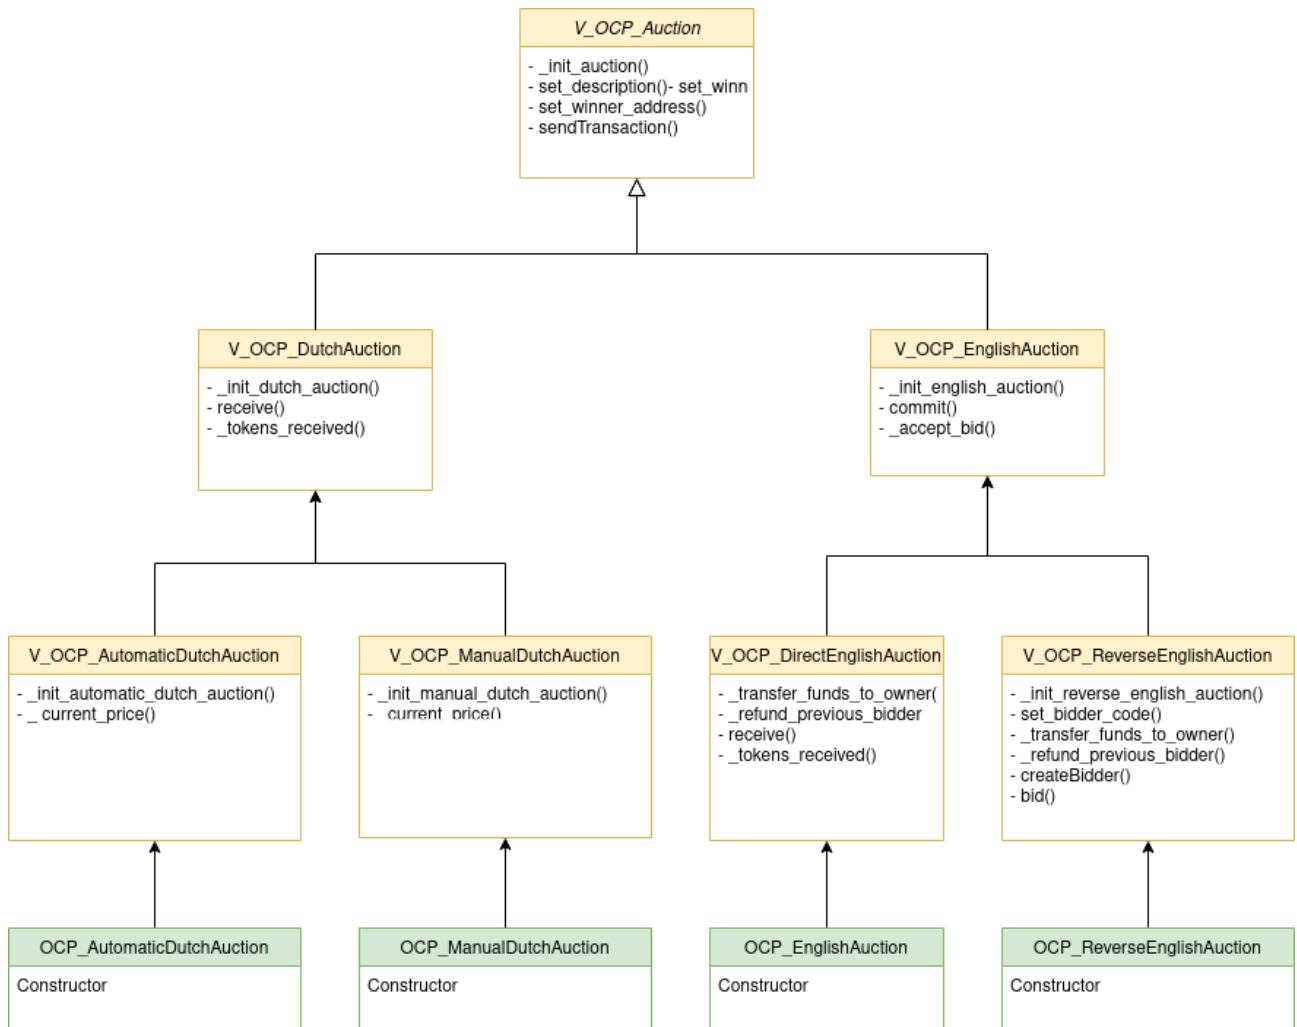 V_OCP_Auction
- _init_auction()
- set_description()- set_winn
- set_winner_address()
- sendTransaction()
V_OCP_DutchAuction
- _init_dutch_auction()
- receive()
- _tokens_received()
V_OCP_EnglishAuction
- _init_english_auction()
- commit()
- _accept_bid()
V_OCP_AutomaticDutchAuction
- _init_automatic_dutch_auction()
- _ current_price()
V_OCP_ManualDutchAuction
- _init_manual_dutch_auction()
- _current_price()
V_OCP_DirectEnglishAuction
- _transfer_funds_to_owner(
- _refund_previous_bidder
- receive()
- _tokens_received()
V_OCP_ReverseEnglishAuction
- _init_reverse_english_auction()
- set_bidder_code()
- _transfer_funds_to_owner()
- _refund_previous_bidder()
- createBidder()
- bid()
OCP_AutomaticDutchAuction
Constructor
OCP_ManualDutchAuction
Constructor
OCP_EnglishAuction
Constructor
OCP_ReverseEnglishAuction
Constructor